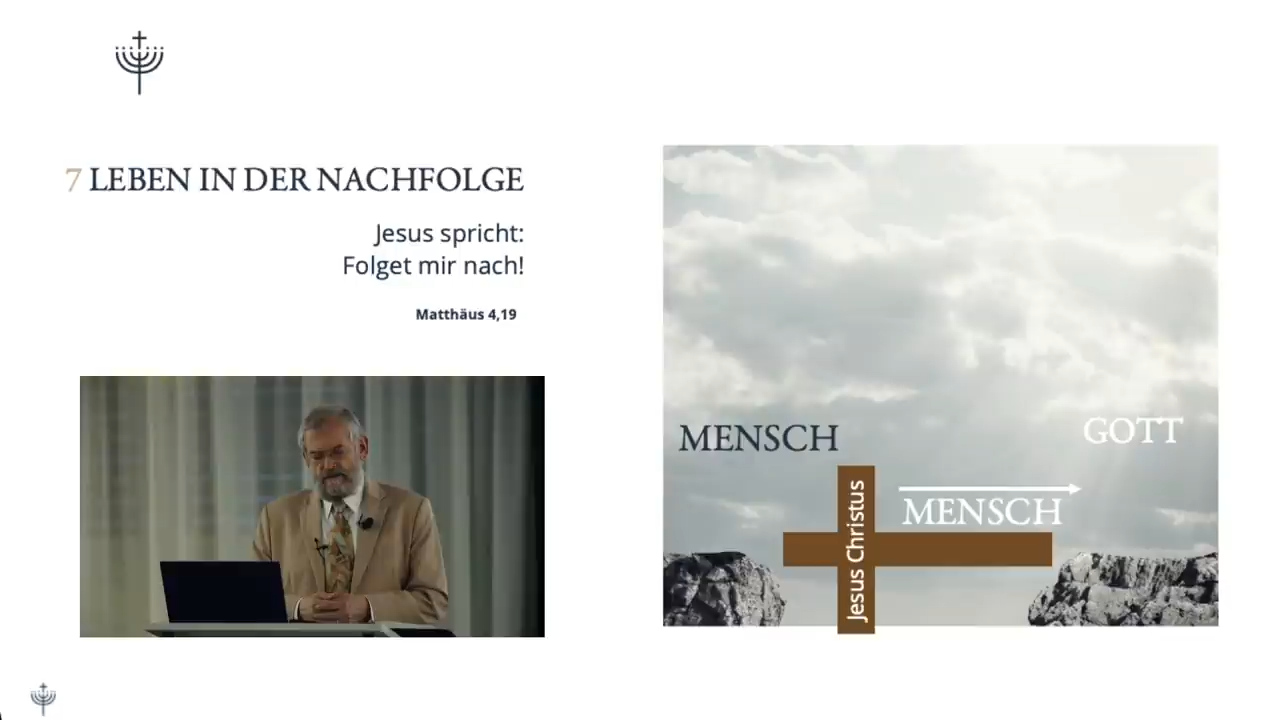 7 LEBEN IN DER NACHFOLGE
Jesus spricht:
Folget mir nach!
Matthäus 4,19
MENSCH
GOTT
MENSCH
Jesus Christus